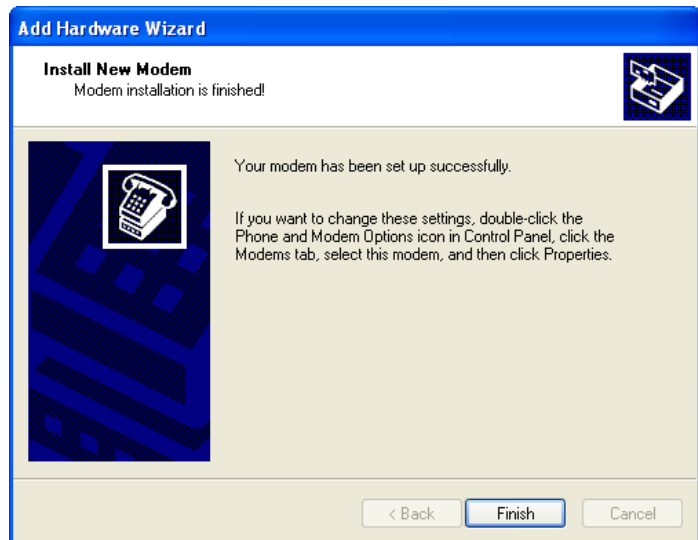 Add Hardware Wizard
Install New Modem
Modem installation is finished!
Your modem has been set up successfully.
If you want to change these settings, double-click the
Phone and Modem Options icon in Control Panel, click the
Modems tab, select this modem, and then click Properties.
< Back Finish Cancel